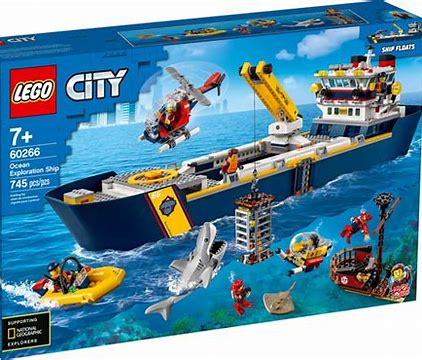 LEGO
CITY
SHIP FLOATS
7+
60266
Ocean
Exploration Ship
745 pcs/pzs
SUPPORTING
NATIONAL
GEOGRAPHIC
EXPLORERS